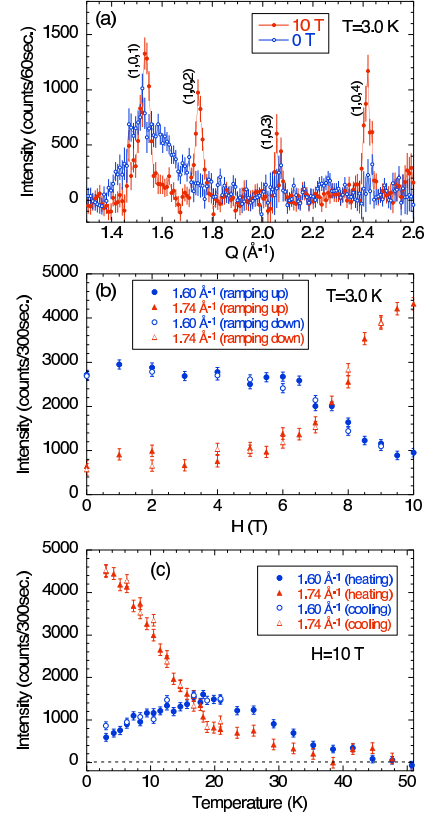 (a)
10 T
0 T
T=3.0 K
(1,0,1)
(1,0,2)
(1,0,3)
(1,0,4)
Intensity (counts/60sec.)
1500
1000
500
0
1.4 1.6 1.8 2.0 2.2 2.4 2.6
Q (Å-1)
(b)
1.60 Å-1 (ramping up)
1.74 Å-1 (ramping up)
1.60 Å-1 (ramping down)
1.74 Å-1 (ramping down)
T=3.0 K
Intensity (counts/300sec.)
5000
4000
3000
2000
1000
0
0 2 4 6 8 10
H (T)
(c)
1.60 Å-1 (heating)
1.74 Å-1 (heating)
1.60 Å-1 (cooling)
1.74 Å-1 (cooling)
H=10 T
Intensity (counts/300sec.)
5000
4000
3000
2000
1000
0
0 10 20 30 40 50
Temperature (K)